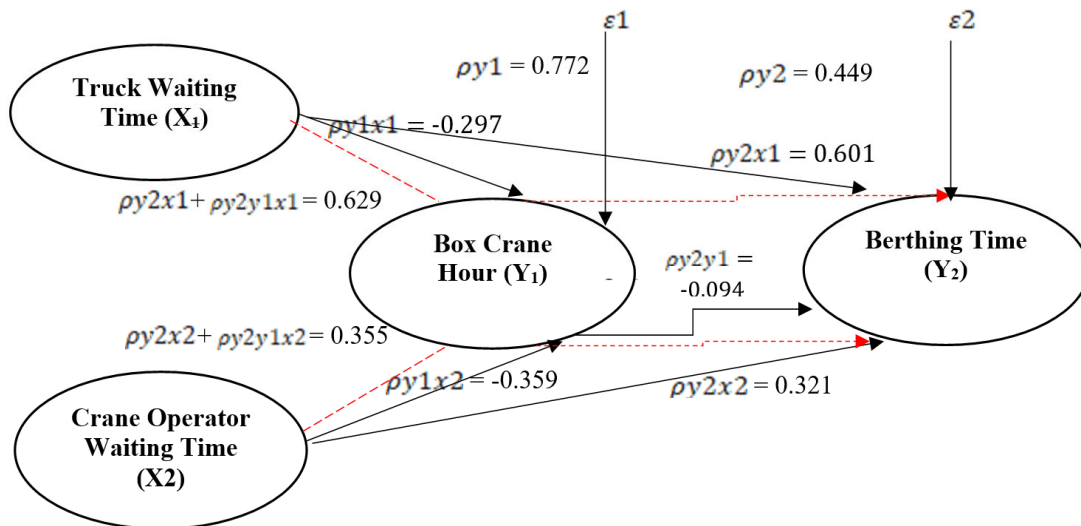 ε1
ε2
Truck Waiting
Time (X₁)
ρy1 = 0.772
ρy2 = 0.449
ρy1x1 = -0.297
ρy2x1 = 0.601
ρy2x1+ ρy2y1x1 = 0.629
Box Crane
Hour (Y₁)
ρy2y1 =
-0.094
Berthing Time
(Y₂)
ρy2x2+ ρy2y1x2 = 0.355
ρy1x2 = -0.359
ρy2x2 = 0.321
Crane Operator
Waiting Time
(X2)